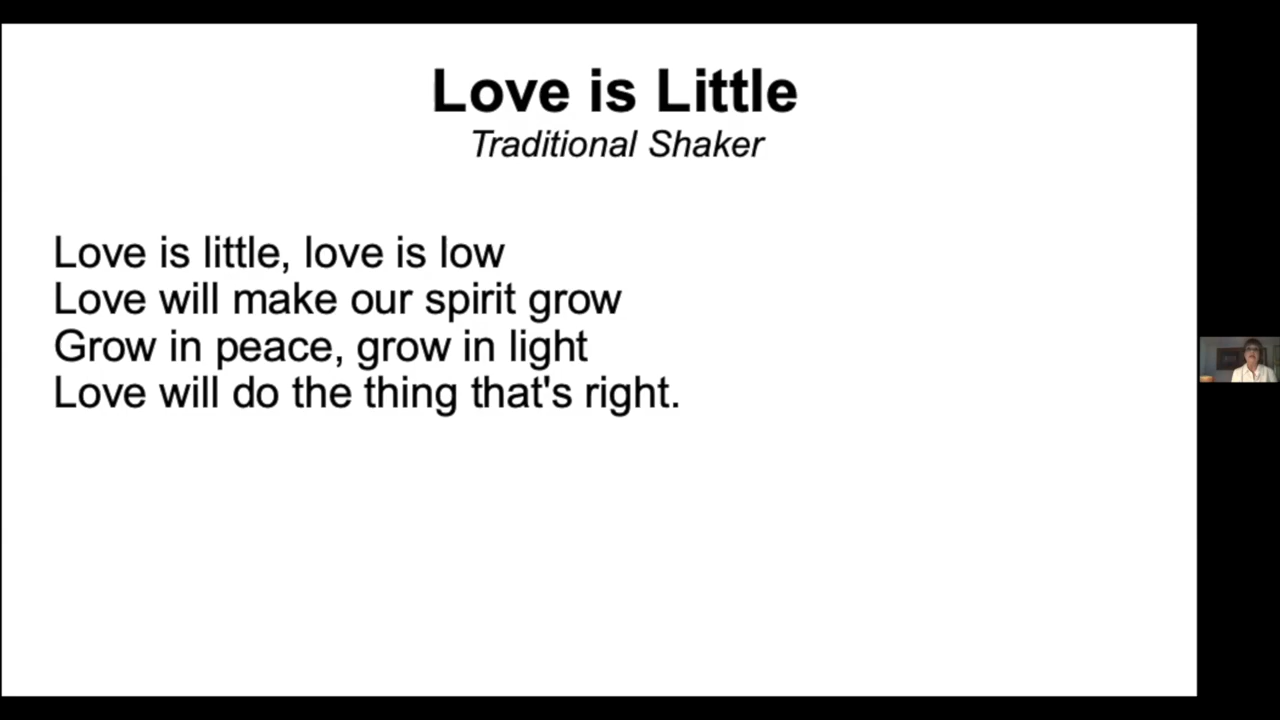 Love is Little
Traditional Shaker
Love is little, love is low
Love will make our spirit grow
Grow in peace, grow in light
Love will do the thing that's right.